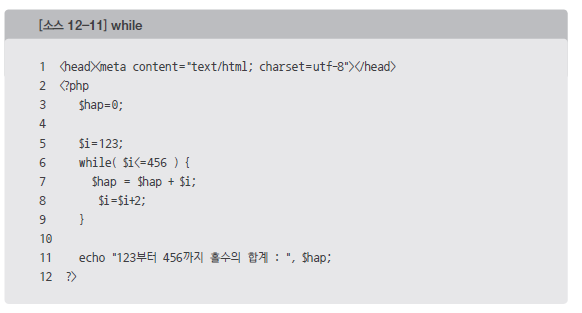 [소스 12-11] while
1 <head><meta content="text/html; charset=utf-8"></head>
2 <?php
3 $hap=0;
4
5 $i=123;
6 while( $i<=456 ) {
7 $hap = $hap + $i;
8 $i=$i+2;
9 }
10
11 echo "123부터 456까지 홀수의 합계 : ", $hap;
12 ?>